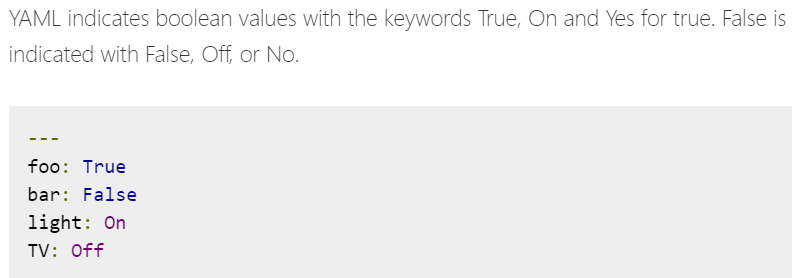 YAML indicates boolean values with the keywords True, On and Yes for true. False is
indicated with False, Off, or No.
---
foo: True
bar: False
light: On
TV: Off